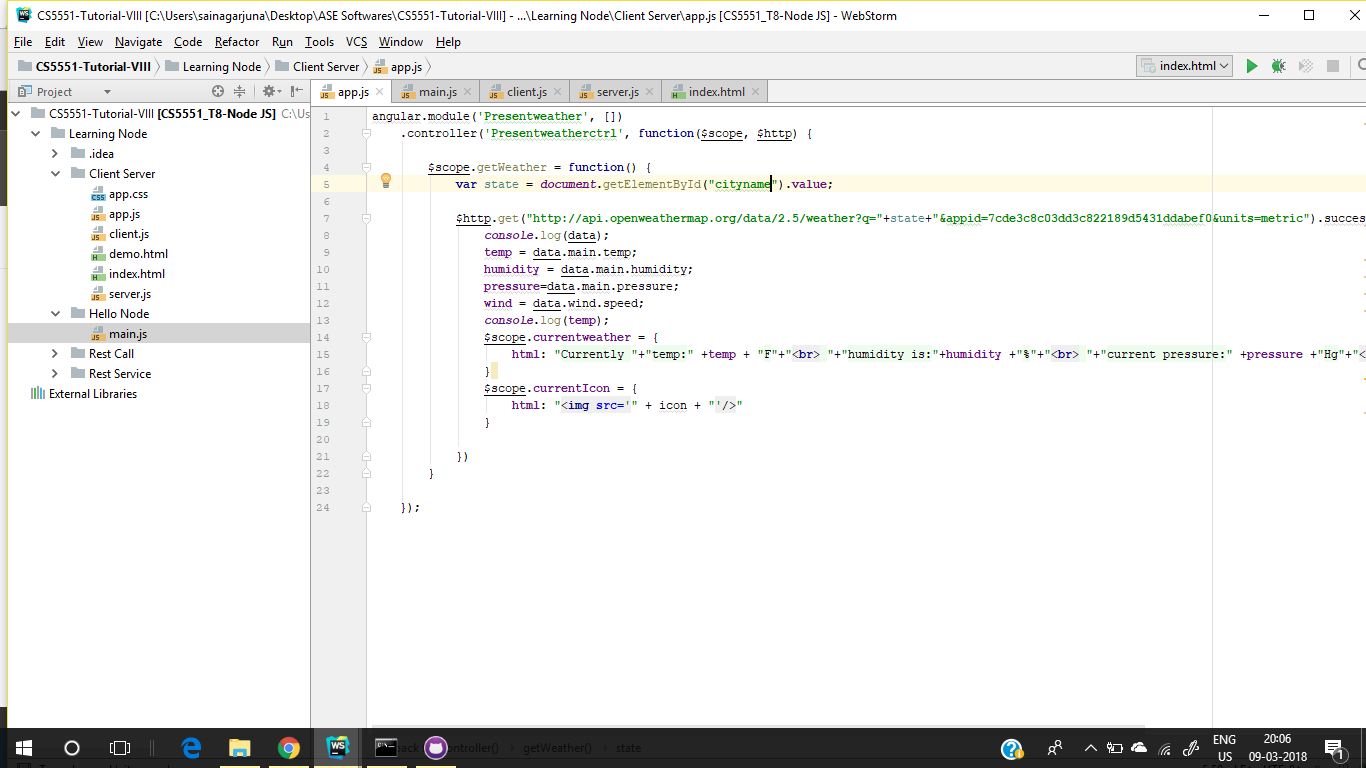 CS5551-Tutorial-VIII [C:\Users\sainagarjuna\Desktop\ASE Softwares\CS5551-Tutorial-VIII] - ...\Learning Node\Client Server\app.js [CS5551_T8-Node JS] - WebStorm
File Edit View Navigate Code Refactor Run Tools VCS Window Help
CS5551-Tutorial-VIII Learning Node Client Server app.js index.html
Project
app.js main.js client.js server.js index.html
CS5551-Tutorial-VIII [CS5551_T8-Node JS] C:\Us
Learning Node
.idea
Client Server
app.css
app.js
client.js
demo.html
index.html
server.js
Hello Node
main.js
Rest Call
Rest Service
External Libraries
1 angular.module('Presentweather', [])
2 .controller('Presentweatherctrl', function($scope, $http) {
3
4 $scope.getWeather = function() {
5 var state = document.getElementById("cityname").value;
6
7 $http.get("http://api.openweathermap.org/data/2.5/weather?q="+state+"&appid=7cde3c8c03dd3c822189d5431ddabef0&units=metric").succes
8 console.log(data);
9 temp = data.main.temp;
10 humidity = data.main.humidity;
11 pressure=data.main.pressure;
12 wind = data.wind.speed;
13 console.log(temp);
14 $scope.currentweather = {
15 html: "Currently "+"temp:" +temp + "F"+"<br> "+"humidity is:"+humidity +"%"+"<br> "+"current pressure:" +pressure +"Hg"+"<
16 }
17 $scope.currentIcon = {
18 html: "<img src='" + icon + "'/>"
19 }
20
21 })
22 }
23
24 });
getWeather() state
ENG
US
20:06
09-03-2018
1